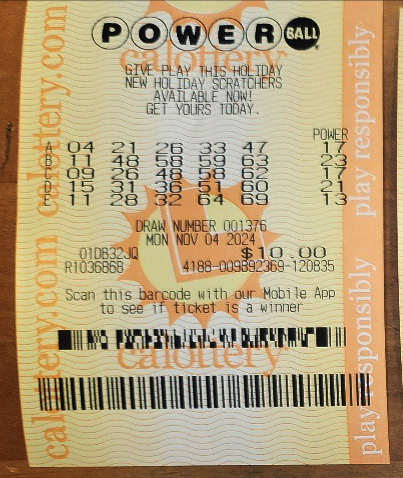 POWERBALL
GIVE PLAY THIS HOLIDAY
NEW HOLIDAY SCRATCHERS
AVAILABLE NOW!
GET YOURS TODAY.
POWER
A 04 21 26 33 47 17
B 11 48 58 59 63 23
C 09 26 48 58 62 17
D 15 31 36 51 60 21
E 11 28 32 64 69 13
DRAW NUMBER 001376
MON NOV 04 2024
01DB32JQ $10.00
R1036868 4188-009892369-120835
Scan this barcode with our Mobile App
to see if ticket is a winner
calottery
calottery
calottery.com
calottery.com
play responsibly
play responsibly